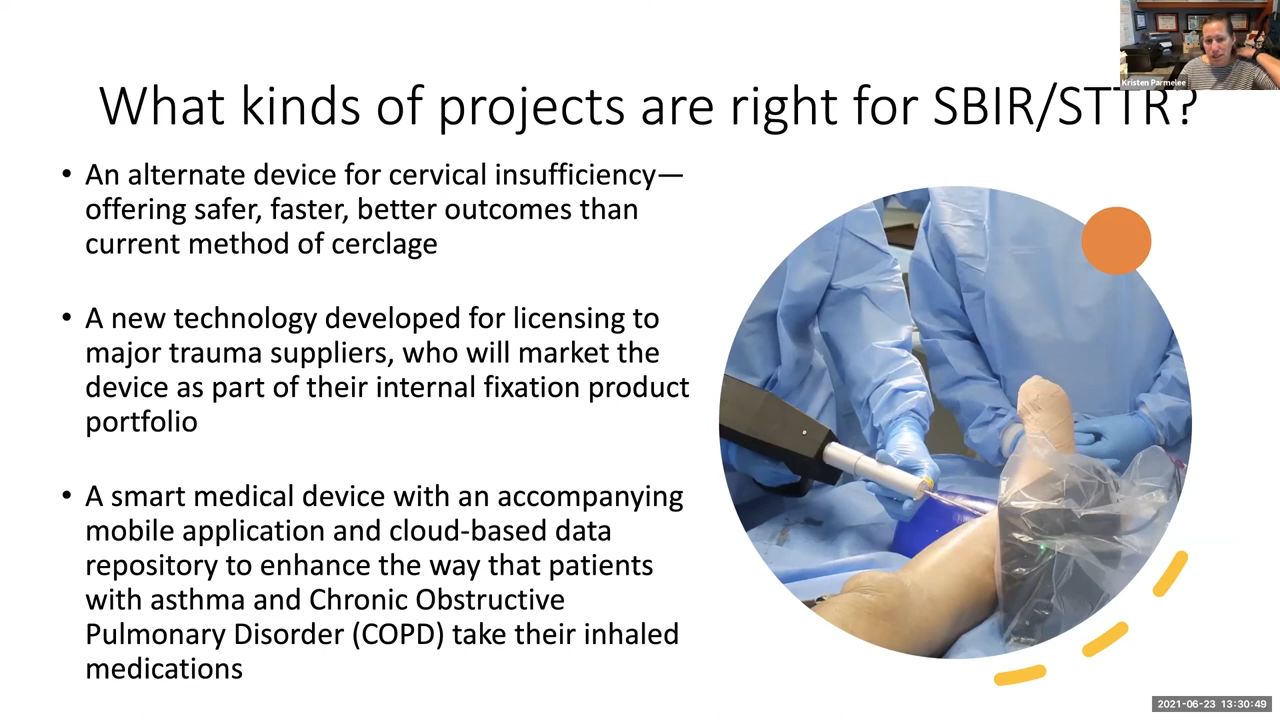 Kristen Parmelee
What kinds of projects are right for SBIR/STTR?
• An alternate device for cervical insufficiency—
offering safer, faster, better outcomes than
current method of cerclage
• A new technology developed for licensing to
major trauma suppliers, who will market the
device as part of their internal fixation product
portfolio
• A smart medical device with an accompanying
mobile application and cloud-based data
repository to enhance the way that patients
with asthma and Chronic Obstructive
Pulmonary Disorder (COPD) take their inhaled
medications
2021-06-23 13:30:49